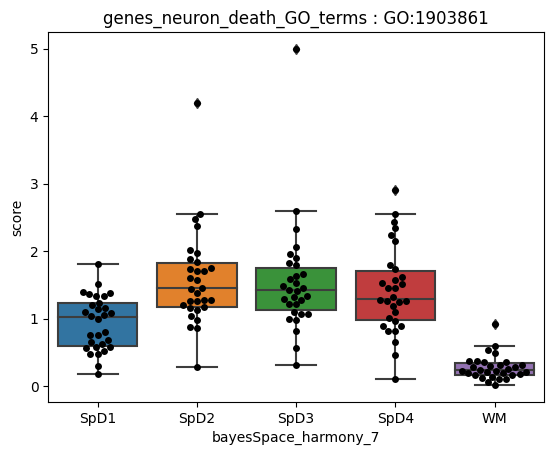 genes_neuron_death_GO_terms : GO:1903861
5
4
3
2
1
0
score
SpD1 SpD2 SpD3 SpD4 WM
bayesSpace_harmony_7